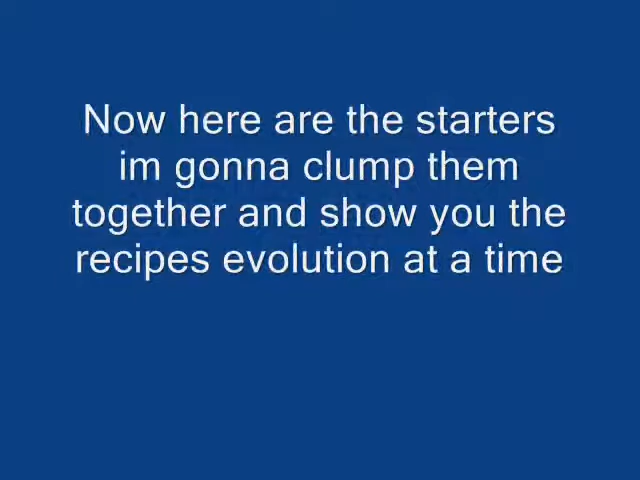 Now here are the starters
im gonna clump them
together and show you the
recipes evolution at a time